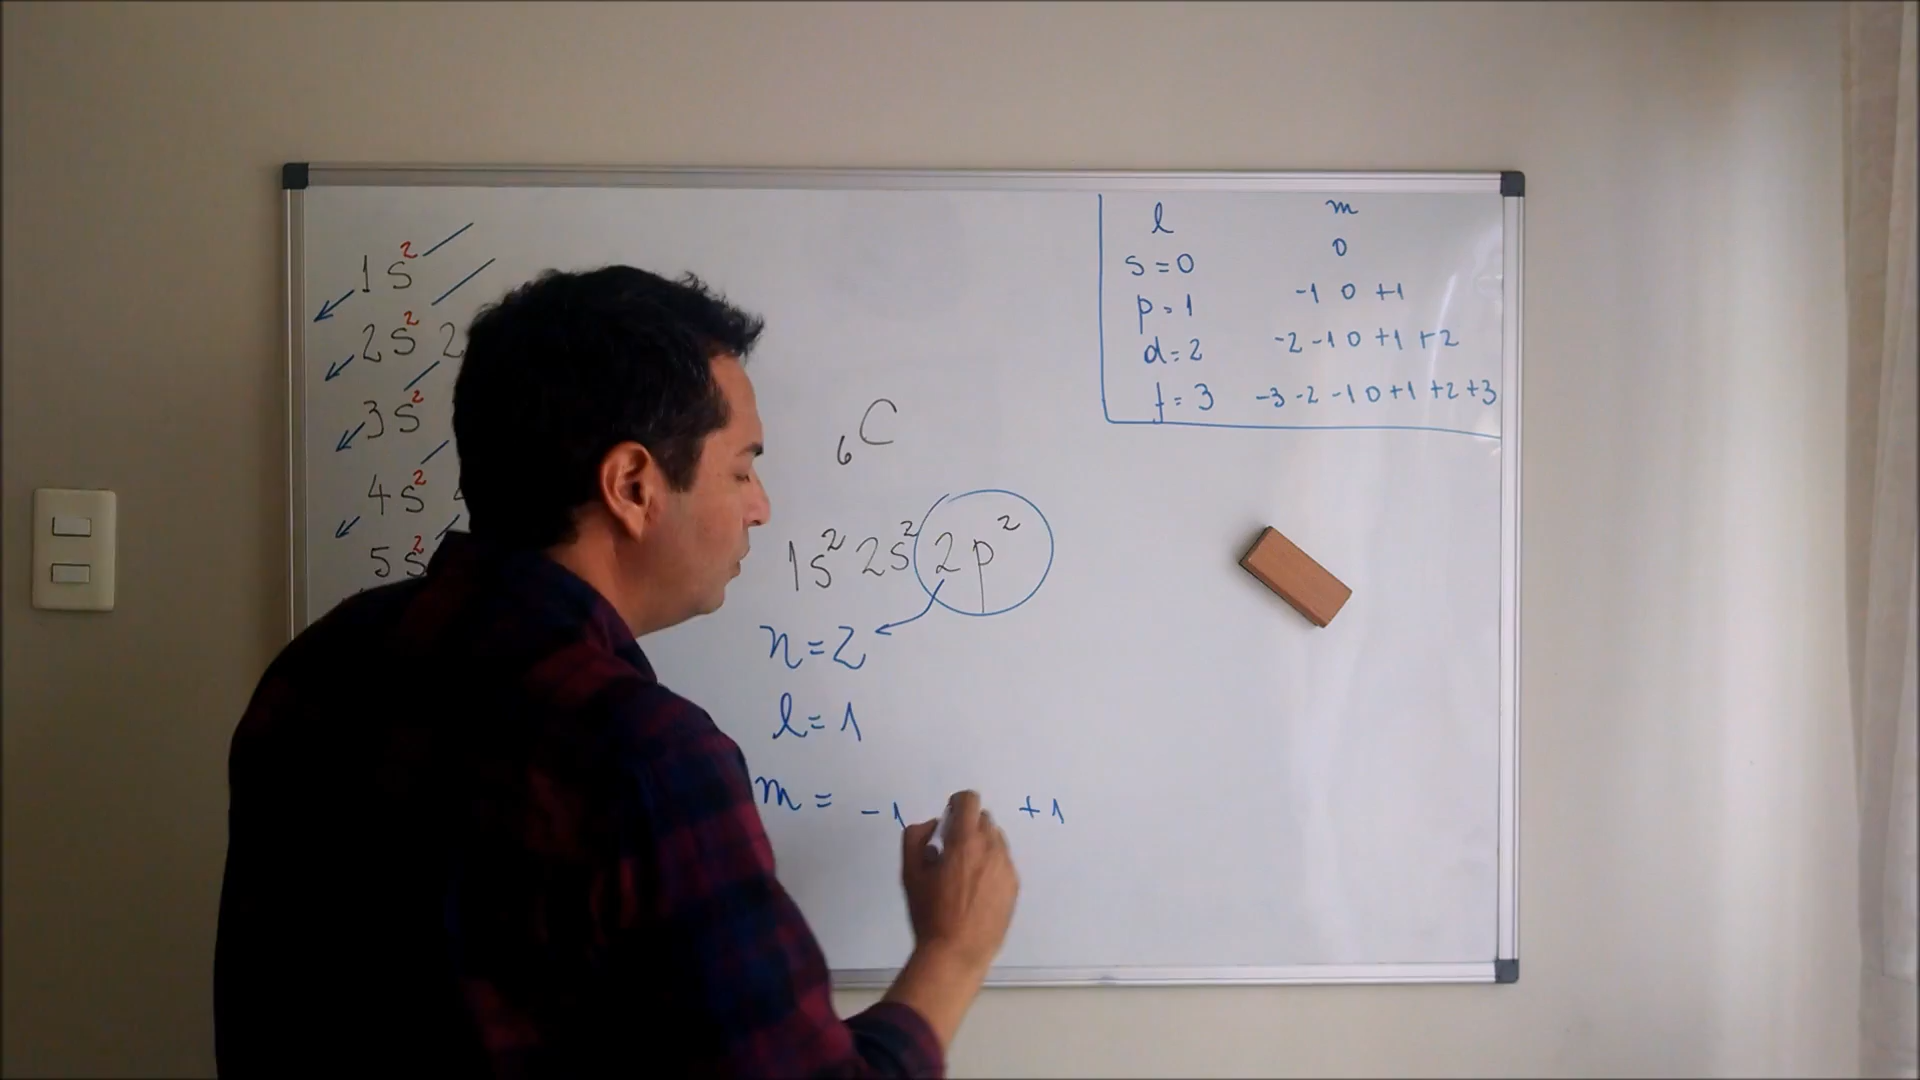 1s²
2s² 2
3s²
4s² 4
5s²
l m
s=0 0
p=1 -1 0 +1
d=2 -2 -1 0 +1 +2
f=3 -3 -2 -1 0 +1 +2 +3
₆C
1s² 2s² 2p²
n=2
l=1
m= -1 +1